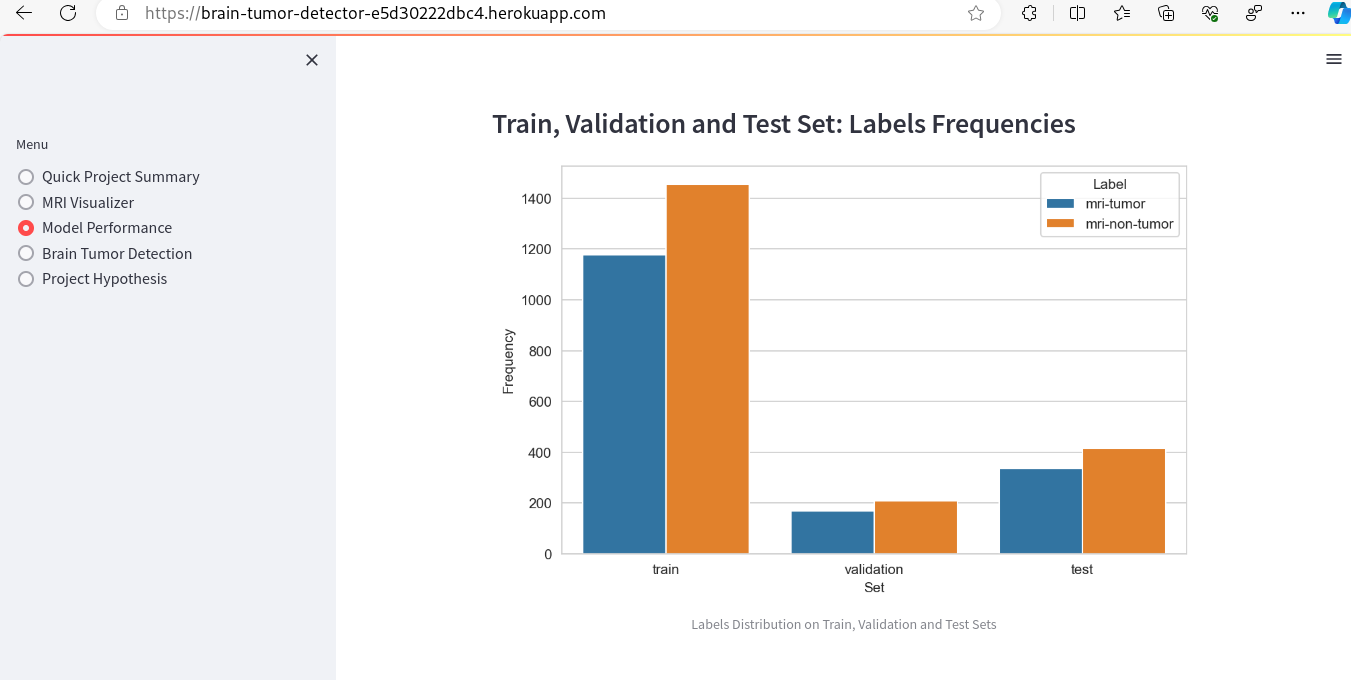 https://brain-tumor-detector-e5d30222dbc4.herokuapp.com
Menu
Quick Project Summary
MRI Visualizer
Model Performance
Brain Tumor Detection
Project Hypothesis
Train, Validation and Test Set: Labels Frequencies
Label
mri-tumor
mri-non-tumor
Frequency
1400
1200
1000
800
600
400
200
0
train
validation
test
Set
Labels Distribution on Train, Validation and Test Sets